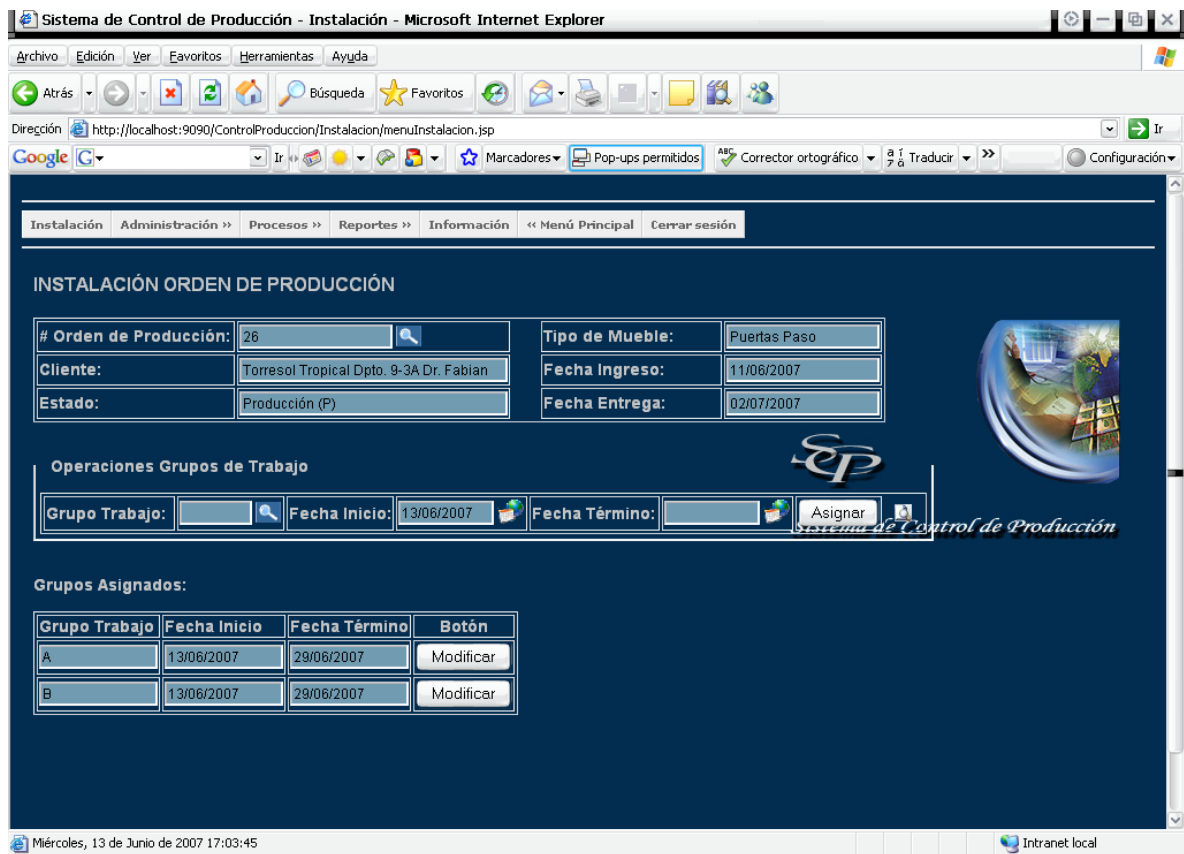 Sistema de Control de Producción - Instalación - Microsoft Internet Explorer
Archivo Edición Ver Favoritos Herramientas Ayuda
Atrás Búsqueda Favoritos
Dirección http://localhost:9090/ControlProduccion/Instalacion/menuInstalacion.jsp Ir
Google G Ir Marcadores Pop-ups permitidos ABC Corrector ortográfico Traducir » Configuración
Instalación Administración » Procesos » Reportes » Información « Menú Principal Cerrar sesión
INSTALACIÓN ORDEN DE PRODUCCIÓN
# Orden de Producción: 26 Tipo de Mueble: Puertas Paso
Cliente: Torresol Tropical Dpto. 9-3A Dr. Fabian Fecha Ingreso: 11/06/2007
Estado: Producción (P) Fecha Entrega: 02/07/2007
SCP
Operaciones Grupos de Trabajo
Grupo Trabajo: Fecha Inicio: 13/06/2007 Fecha Término: Asignar
Sistema de Control de Producción
Grupos Asignados:
Grupo Trabajo Fecha Inicio Fecha Término Botón
A 13/06/2007 29/06/2007 Modificar
B 13/06/2007 29/06/2007 Modificar
Miércoles, 13 de Junio de 2007 17:03:45 Intranet local